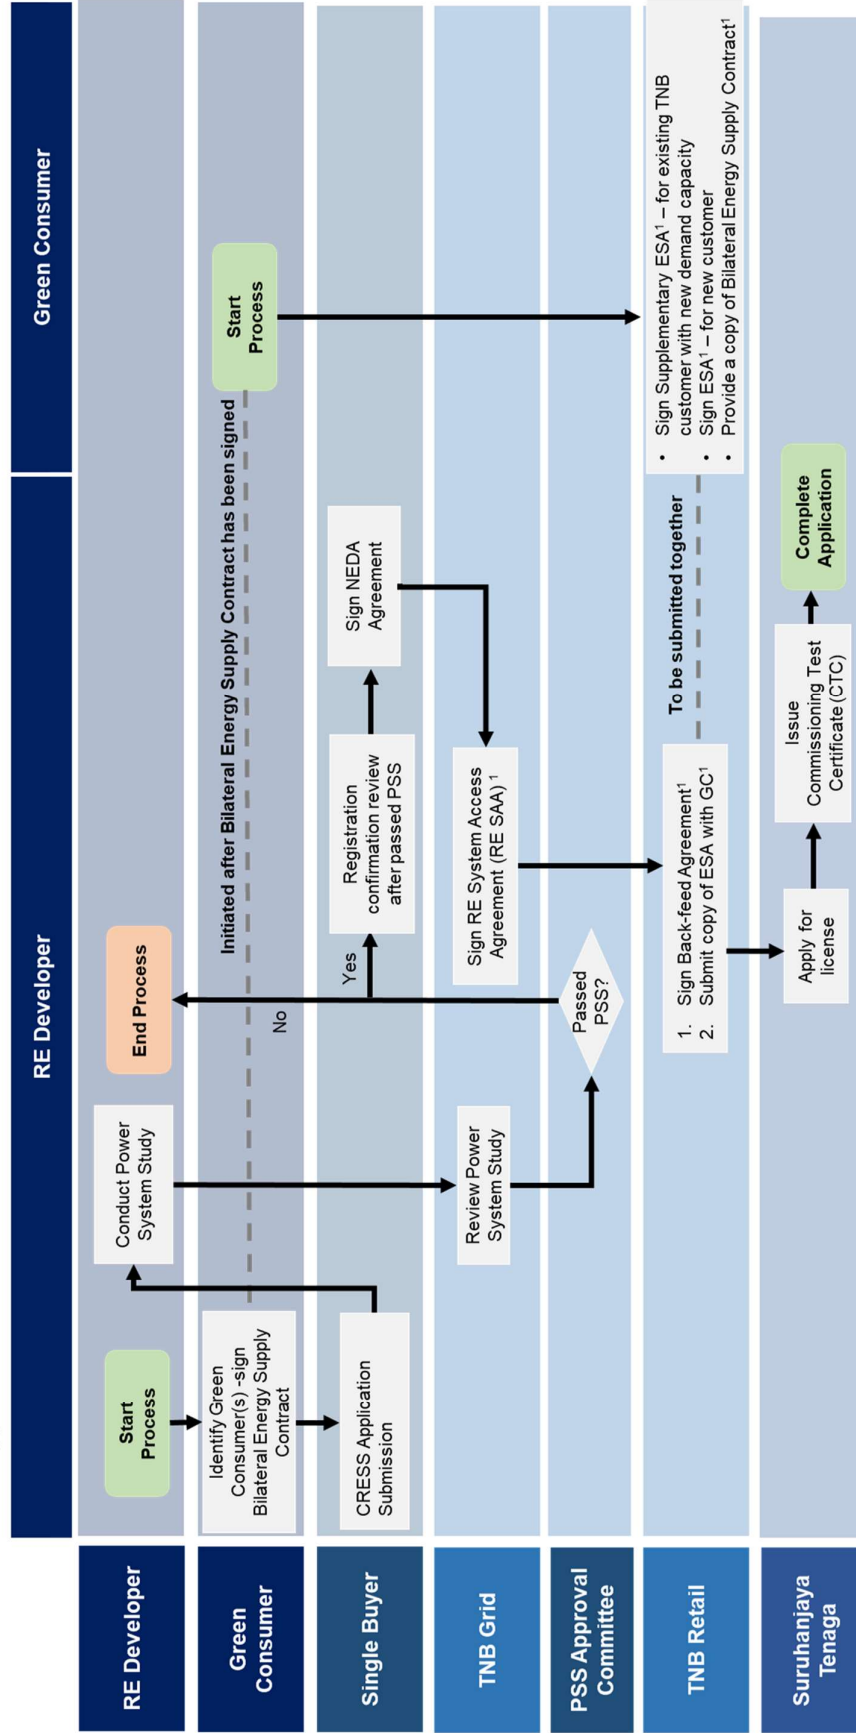 RE Developer
Green Consumer
RE Developer
Start
Process
Conduct Power
System Study
End Process
Green
Consumer
Identify Green
Consumer(s) -sign
Bilateral Energy Supply
Contract
Initiated after Bilateral Energy Supply Contract has been signed
Start
Process
No
Single Buyer
CRESS Application
Submission
Yes
Registration
confirmation review
after passed PSS
Sign NEDA
Agreement
TNB Grid
Review Power
System Study
Sign RE System Access
Agreement (RE SAA) ¹
PSS Approval
Committee
Passed
PSS?
TNB Retail
1. Sign Back-feed Agreement¹
2. Submit copy of ESA with GC¹
To be submitted together
• Sign Supplementary ESA¹ – for existing TNB
customer with new demand capacity
• Sign ESA¹ – for new customer
• Provide a copy of Bilateral Energy Supply Contract¹
Suruhanjaya
Tenaga
Apply for
license
Issue
Commissioning Test
Certificate (CTC)
Complete
Application